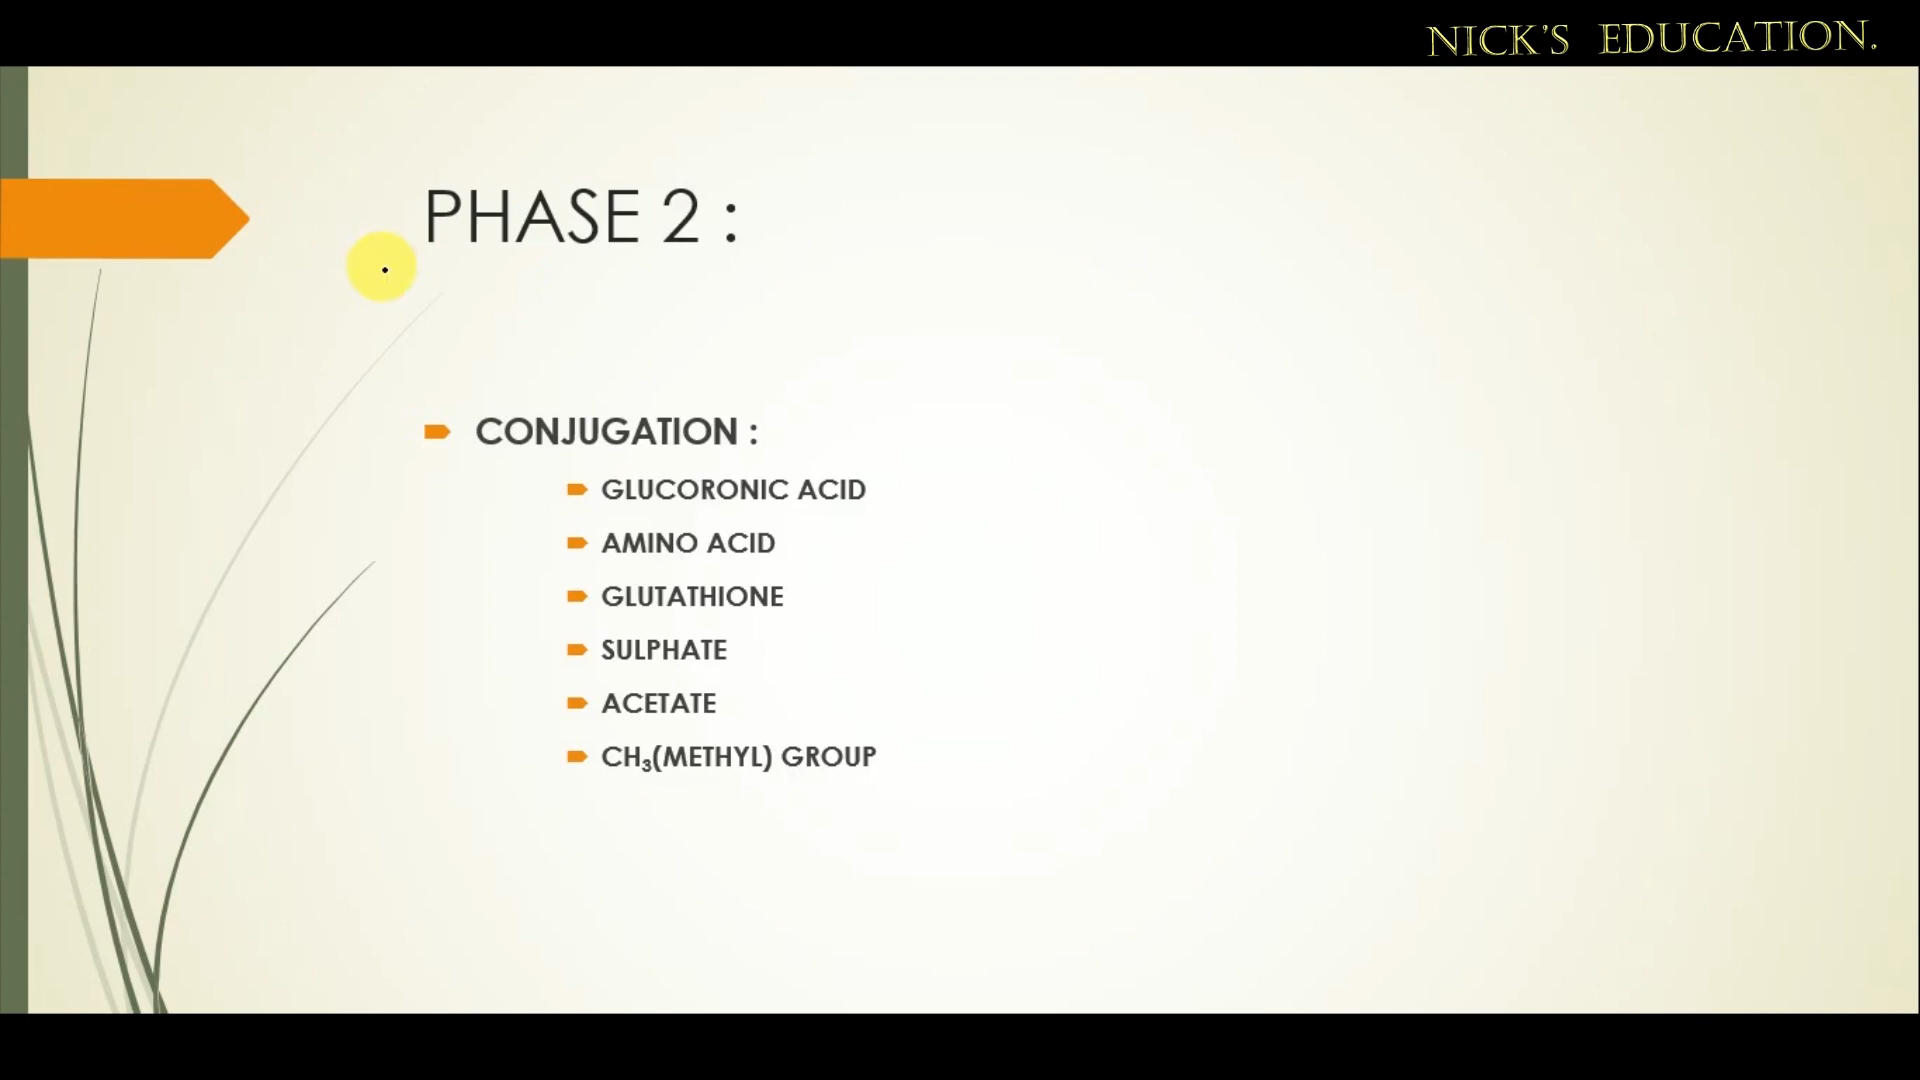 NICK'S EDUCATION.
PHASE 2 :
CONJUGATION :
GLUCORONIC ACID
AMINO ACID
GLUTATHIONE
SULPHATE
ACETATE
CH₃(METHYL) GROUP